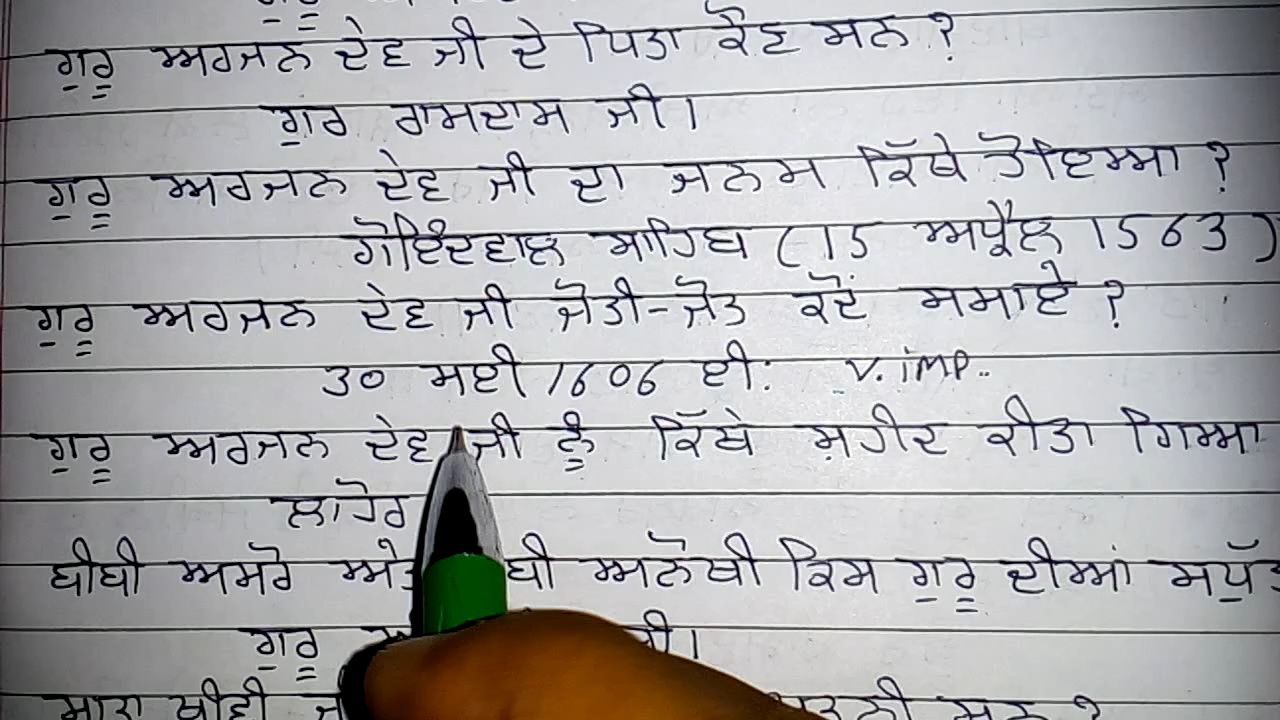 ਗੁਰੂ ਅਰਜਨ ਦੇਵ ਜੀ ਦੇ ਪਿਤਾ ਕੌਣ ਸਨ ?
ਗੁਰ ਰਾਮਦਾਸ ਜੀ।
ਗੁਰੂ ਅਰਜਨ ਦੇਵ ਜੀ ਦਾ ਜਨਮ ਕਿੱਥੇ ਹੋਇਆ ?
ਗੋਇੰਦਵਾਲ ਸਾਹਿਬ (15 ਅਪ੍ਰੈਲ 1563)
ਗੁਰੂ ਅਰਜਨ ਦੇਵ ਜੀ ਜੋਤੀ-ਜੋਤ ਕਦੋਂ ਸਮਾਏ ?
30 ਮਈ 1606 ਈ: V. imp..
ਗੁਰੂ ਅਰਜਨ ਦੇਵ ਜੀ ਨੂੰ ਕਿੱਥੇ ਸ਼ਹੀਦ ਕੀਤਾ ਗਿਆ
ਲਾਹੌਰ
ਬੀਬੀ ਅਮਰੋ ਅਤੇ ਬੀਬੀ ਅਨੋਖੀ ਕਿਸ ਗੁਰੂ ਦੀਆਂ ਸਪੁੱਤ
ਗੁਰੂ ਜੀ।
ਮਾਤਾ ਖੀਵੀ ਸਨ ?